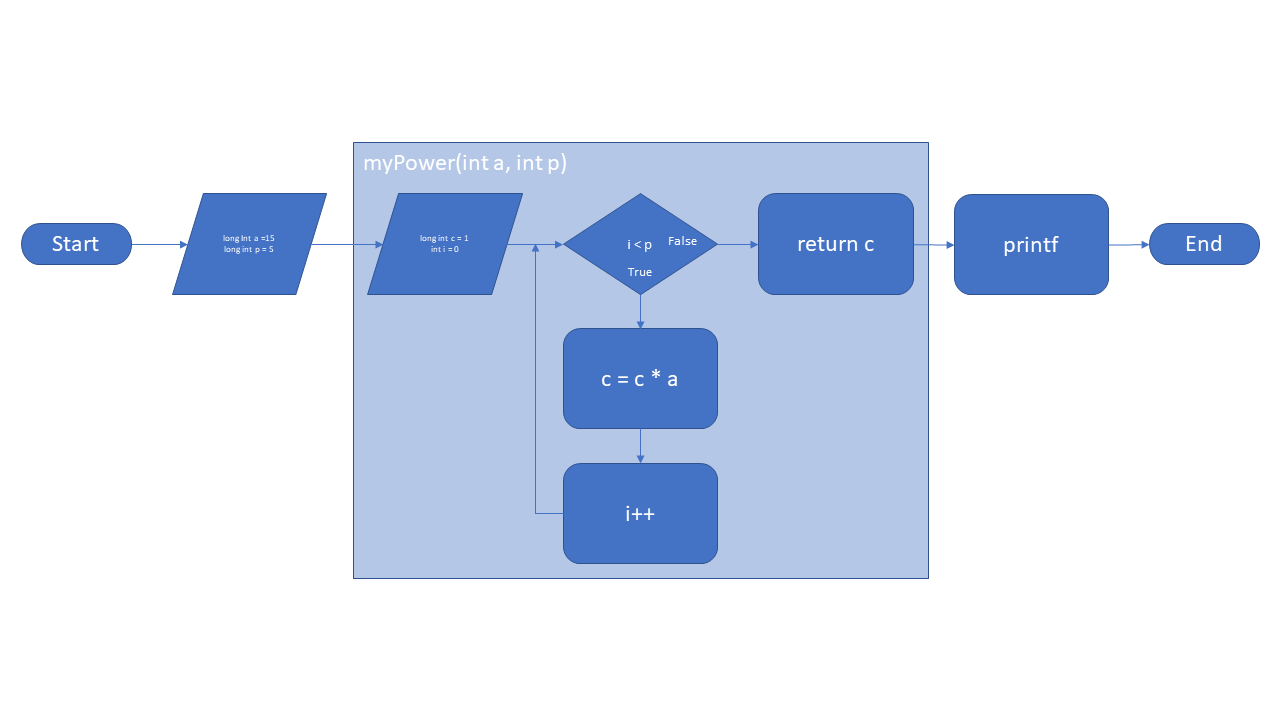 myPower(int a, int p)
Start
long Int a =15
long int p = 5
long int c = 1
int i = 0
i < p
False
True
return c
printf
End
c = c * a
i++